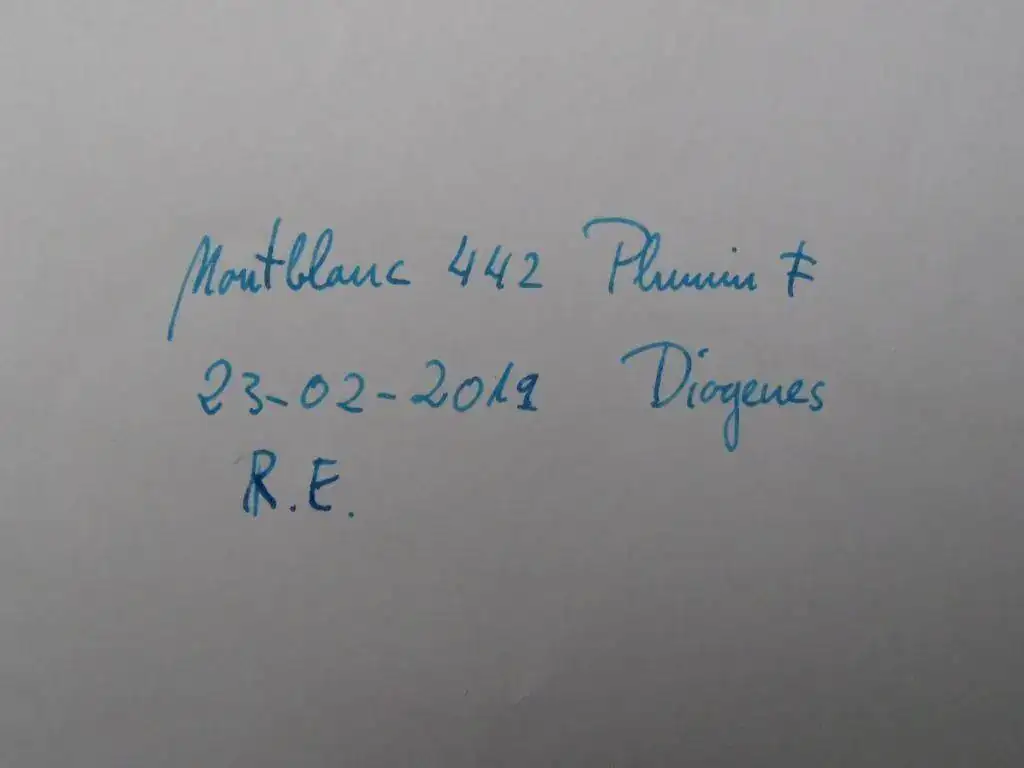 Montblanc 442 Plumin F
23-02-2019 Diogenes
R.E.